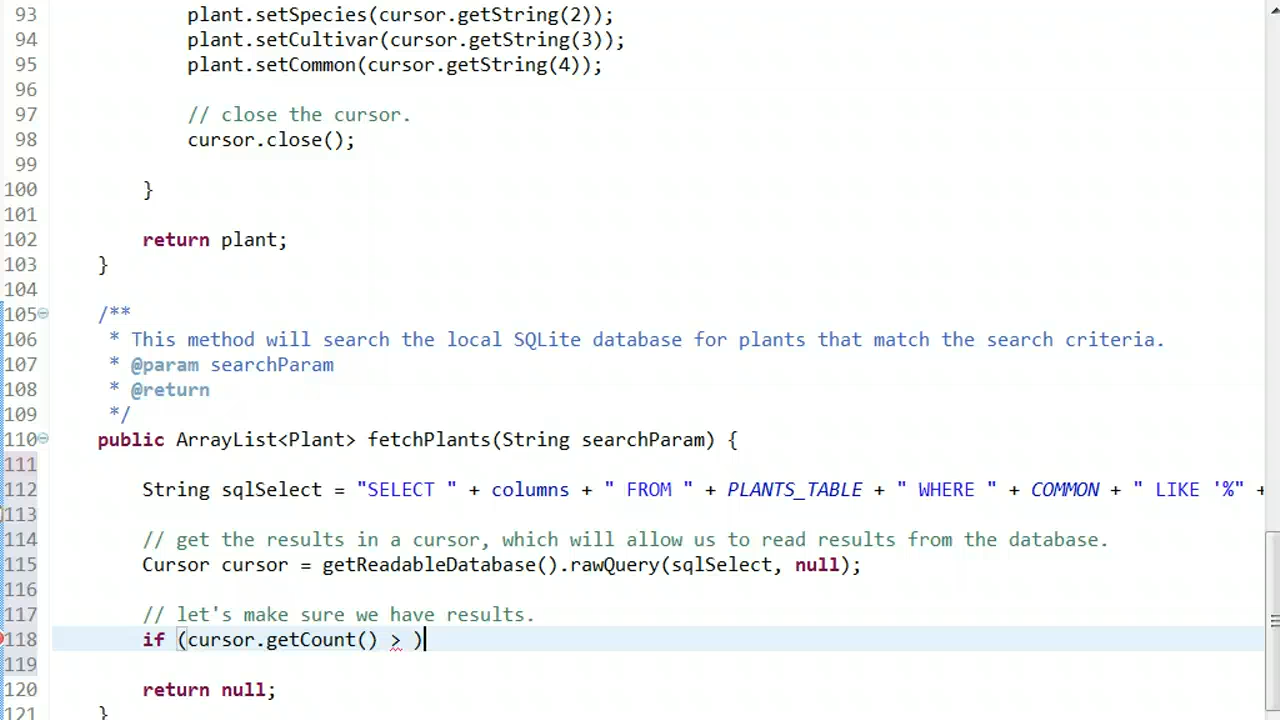 93 plant.setSpecies(cursor.getString(2));
94 plant.setCultivar(cursor.getString(3));
95 plant.setCommon(cursor.getString(4));
96
97 // close the cursor.
98 cursor.close();
99
100 }
101
102 return plant;
103 }
104
105 /**
106 * This method will search the local SQLite database for plants that match the search criteria.
107 * @param searchParam
108 * @return
109 */
110 public ArrayList<Plant> fetchPlants(String searchParam) {
111
112 String sqlSelect = "SELECT " + columns + " FROM " + PLANTS_TABLE + " WHERE " + COMMON + " LIKE '%" +
113
114 // get the results in a cursor, which will allow us to read results from the database.
115 Cursor cursor = getReadableDatabase().rawQuery(sqlSelect, null);
116
117 // let's make sure we have results.
118 if (cursor.getCount() > )
119
120 return null;
121 }